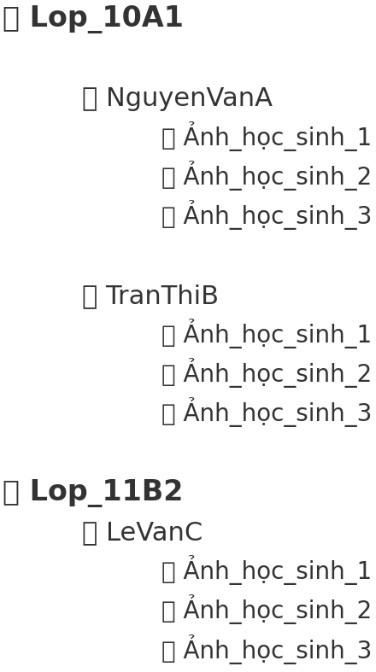 Lop_10A1
NguyenVanA
Ảnh_học_sinh_1
Ảnh_học_sinh_2
Ảnh_học_sinh_3
TranThiB
Ảnh_học_sinh_1
Ảnh_học_sinh_2
Ảnh_học_sinh_3
Lop_11B2
LeVanC
Ảnh_học_sinh_1
Ảnh_học_sinh_2
Ảnh_học_sinh_3